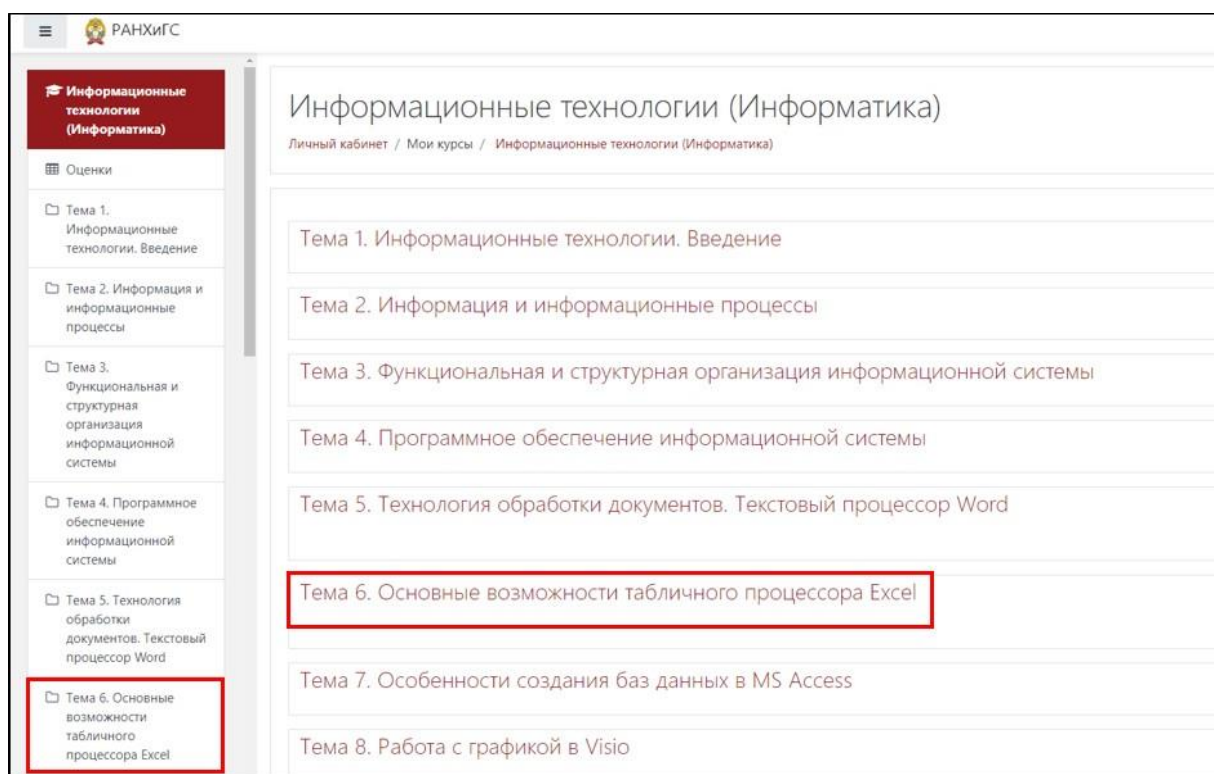 РАНХиГС
Информационные
технологии
(Информатика)
Оценки
Тема 1.
Информационные
технологии. Введение
Тема 2. Информация и
информационные
процессы
Тема 3.
Функциональная и
структурная
организация
информационной
системы
Тема 4. Программное
обеспечение
информационной
системы
Тема 5. Технология
обработки
документов. Текстовый
процессор Word
Тема 6. Основные
возможности
табличного
процессора Excel
Информационные технологии (Информатика)
Личный кабинет / Мои курсы / Информационные технологии (Информатика)
Тема 1. Информационные технологии. Введение
Тема 2. Информация и информационные процессы
Тема 3. Функциональная и структурная организация информационной системы
Тема 4. Программное обеспечение информационной системы
Тема 5. Технология обработки документов. Текстовый процессор Word
Тема 6. Основные возможности табличного процессора Excel
Тема 7. Особенности создания баз данных в MS Access
Тема 8. Работа с графикой в Visio